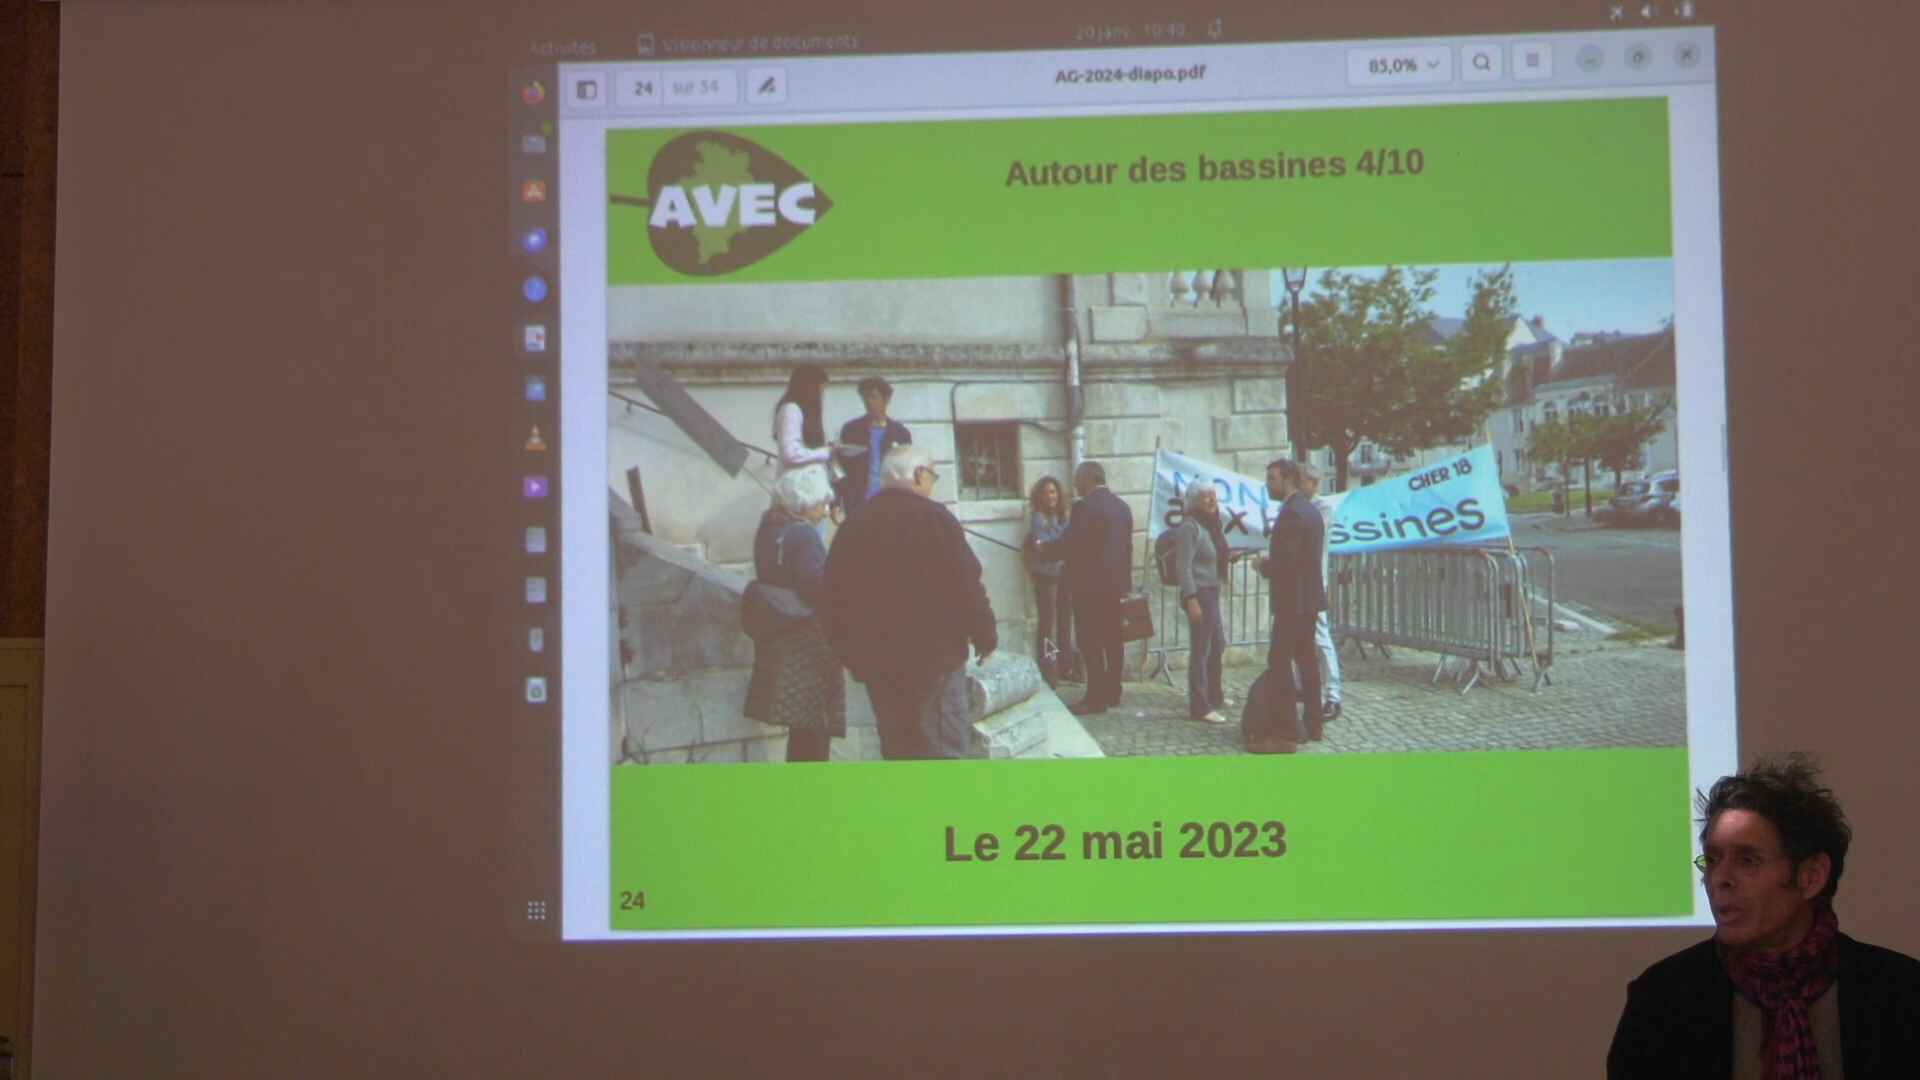 Activités
Visionneur de documents
20 janv. 10:40
24 sur 54
AG-2024-diapo.pdf
85,0%
AVEC
Autour des bassines 4/10
NON
CHER 18
ssines
Le 22 mai 2023
24